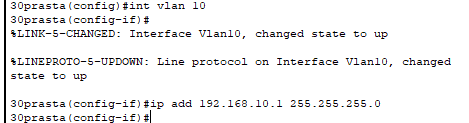 30prasta(config)#int vlan 10
30prasta(config-if)#
%LINK-5-CHANGED: Interface Vlan10, changed state to up
%LINEPROTO-5-UPDOWN: Line protocol on Interface Vlan10, changed
state to up
30prasta(config-if)#ip add 192.168.10.1 255.255.255.0
30prasta(config-if)#